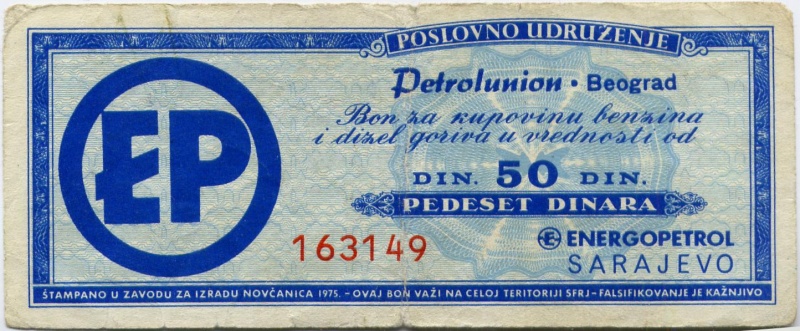 POSLOVNO UDRUŽENJE
Petrolunion • Beograd
Bon za kupovinu benzina
i dizel goriva u vrednosti od
DIN. 50 DIN.
PEDESET DINARA
EP
163149
E ENERGOPETROL
SARAJEVO
ŠTAMPANO U ZAVODU ZA IZRADU NOVČANICA 1975. – OVAJ BON VAŽI NA CELOJ TERITORIJI SFRJ – FALSIFIKOVANJE JE KAŽNJIVO